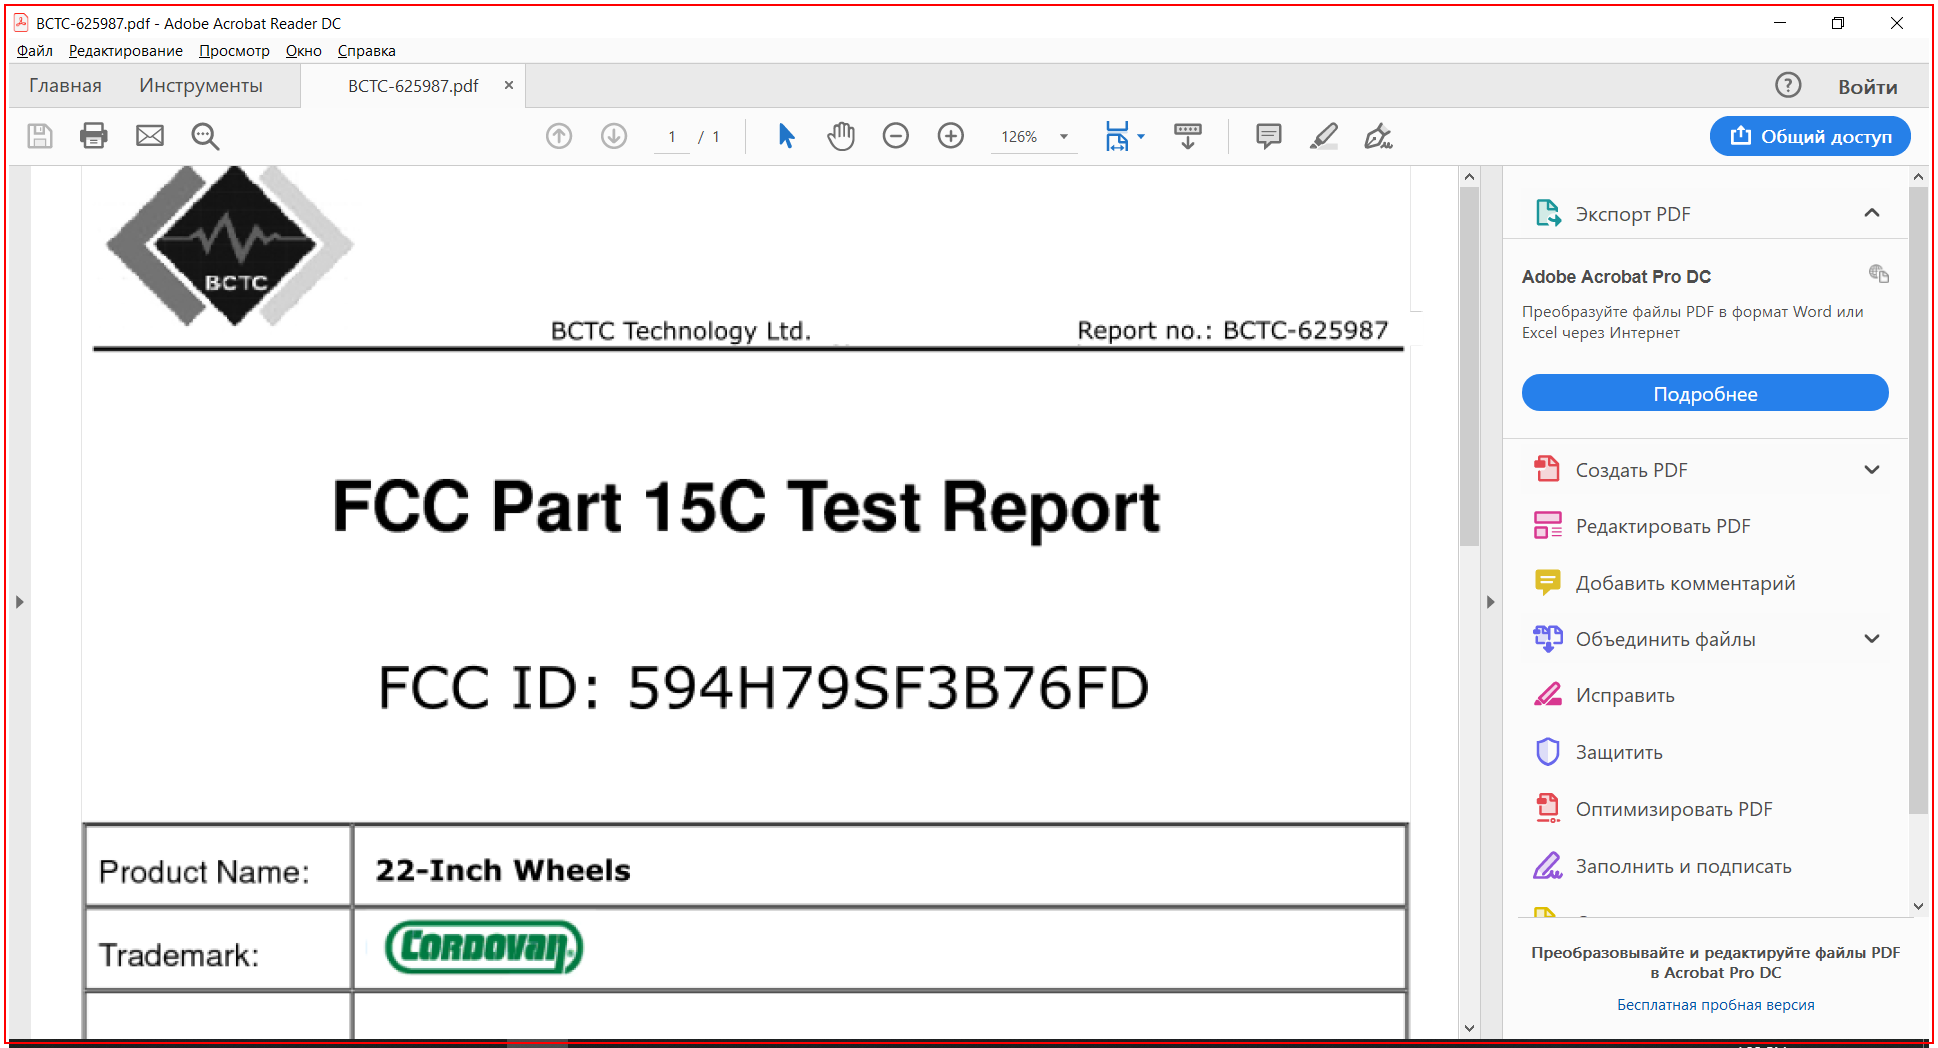 BCTC-625987.pdf - Adobe Acrobat Reader DC
Файл Редактирование Просмотр Окно Справка
Главная Инструменты BCTC-625987.pdf Войти
1 / 1 126% Общий доступ
BCTC
BCTC Technology Ltd. Report no.: BCTC-625987
FCC Part 15C Test Report
FCC ID: 594H79SF3B76FD
Product Name: 22-Inch Wheels
Trademark: CORDOVAN
Экспорт PDF
Adobe Acrobat Pro DC
Преобразуйте файлы PDF в формат Word или
Excel через Интернет
Подробнее
Создать PDF
Редактировать PDF
Добавить комментарий
Объединить файлы
Исправить
Защитить
Оптимизировать PDF
Заполнить и подписать
Преобразовывайте и редактируйте файлы PDF
в Acrobat Pro DC
Бесплатная пробная версия